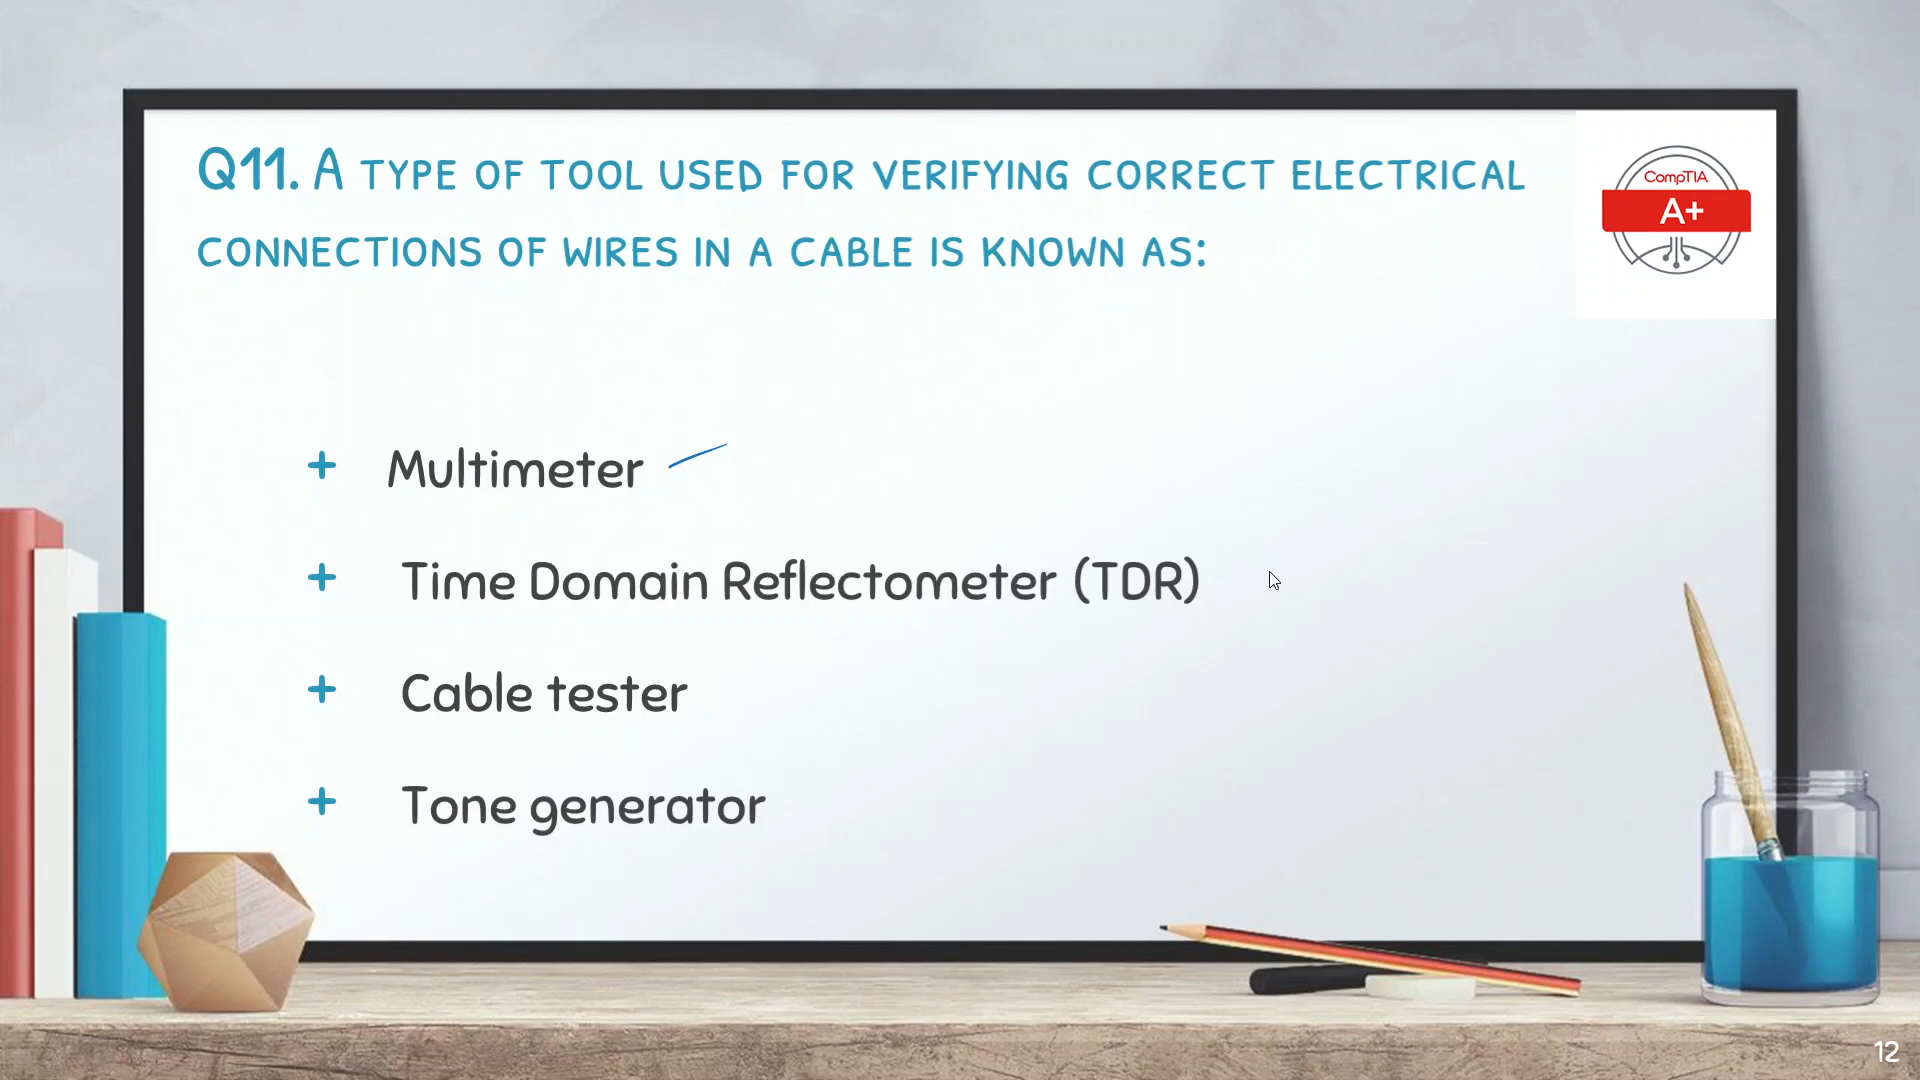 Q11. A TYPE OF TOOL USED FOR VERIFYING CORRECT ELECTRICAL
CONNECTIONS OF WIRES IN A CABLE IS KNOWN AS:
CompTIA
A+
+ Multimeter
+ Time Domain Reflectometer (TDR)
+ Cable tester
+ Tone generator
12